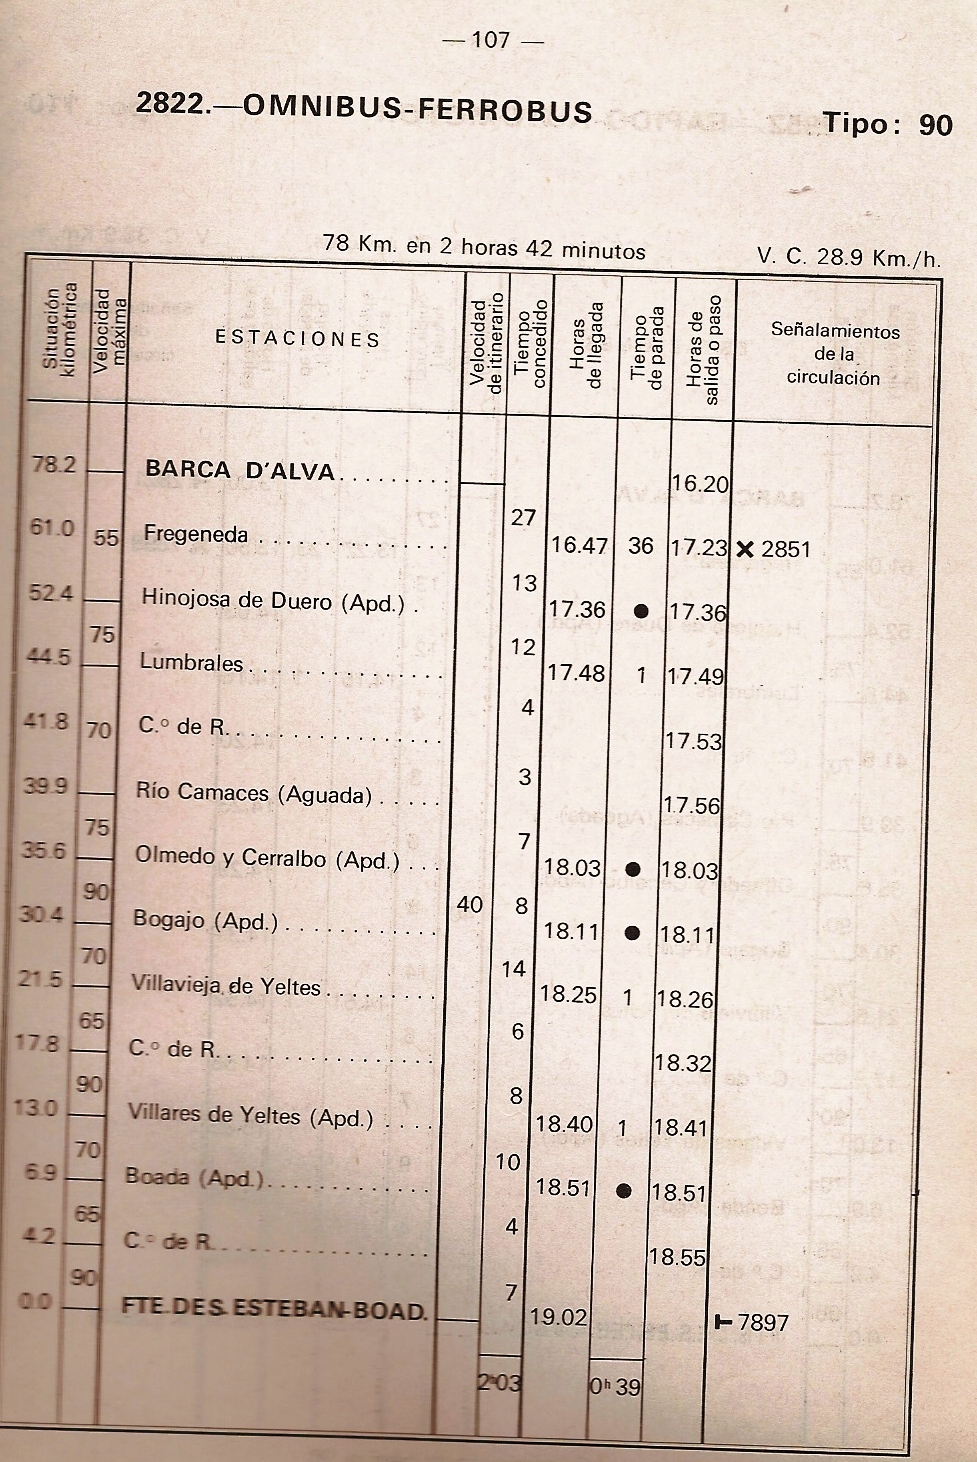 — 107 —
2822.—OMNIBUS-FERROBUS
Tipo: 90
78 Km. en 2 horas 42 minutos
V. C. 28.9 Km./h.
Situación kilométrica
Velocidad máxima
ESTACIONES
Velocidad de itinerario
Tiempo concedido
Horas de llegada
Tiempo de parada
Horas de salida o paso
Señalamientos de la circulación
78.2 BARCA D'ALVA......... 16.20
27
61.0 55 Fregeneda ............ 16.47 36 17.23 × 2851
13
52.4 Hinojosa de Duero (Apd.) . 17.36 ● 17.36
75 12
44.5 Lumbrales.............. 17.48 1 17.49
4
41.8 70 C.º de R................ 17.53
3
39.9 Río Camaces (Aguada) ..... 17.56
75 7
35.6 Olmedo y Cerralbo (Apd.) ... 18.03 ● 18.03
90 40 8
30.4 Bogajo (Apd.)............ 18.11 ● 18.11
70 14
21.5 Villavieja de Yeltes......... 18.25 1 18.26
65 6
17.8 C.º de R................ 18.32
90 8
13.0 Villares de Yeltes (Apd.) .... 18.40 1 18.41
70 10
6.9 Boada (Apd.)............. 18.51 ● 18.51
65 4
4.2 C.º de R................ 18.55
90 7
0.0 FTE. DE S. ESTEBAN-BOAD. 19.02 7897
2ʰ03 0ʰ 39